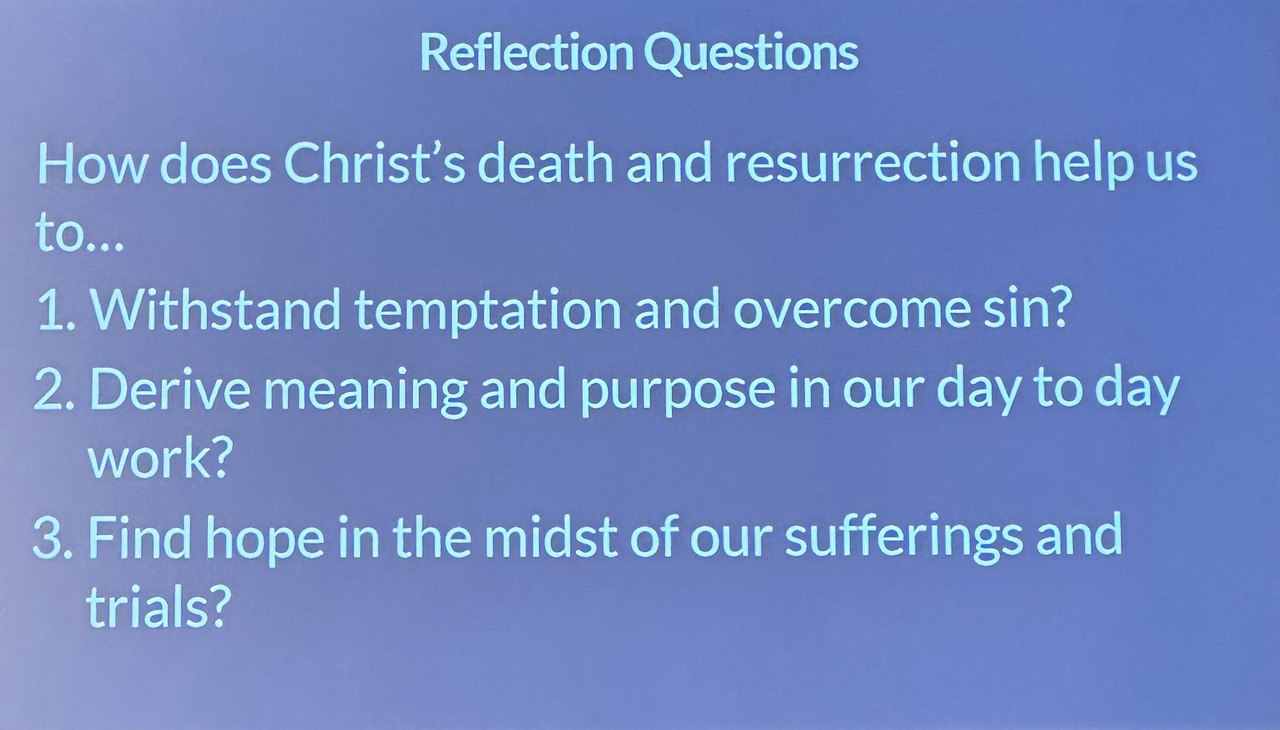 Reflection Questions
How does Christ’s death and resurrection help us
to...
1. Withstand temptation and overcome sin?
2. Derive meaning and purpose in our day to day
work?
3. Find hope in the midst of our sufferings and
trials?